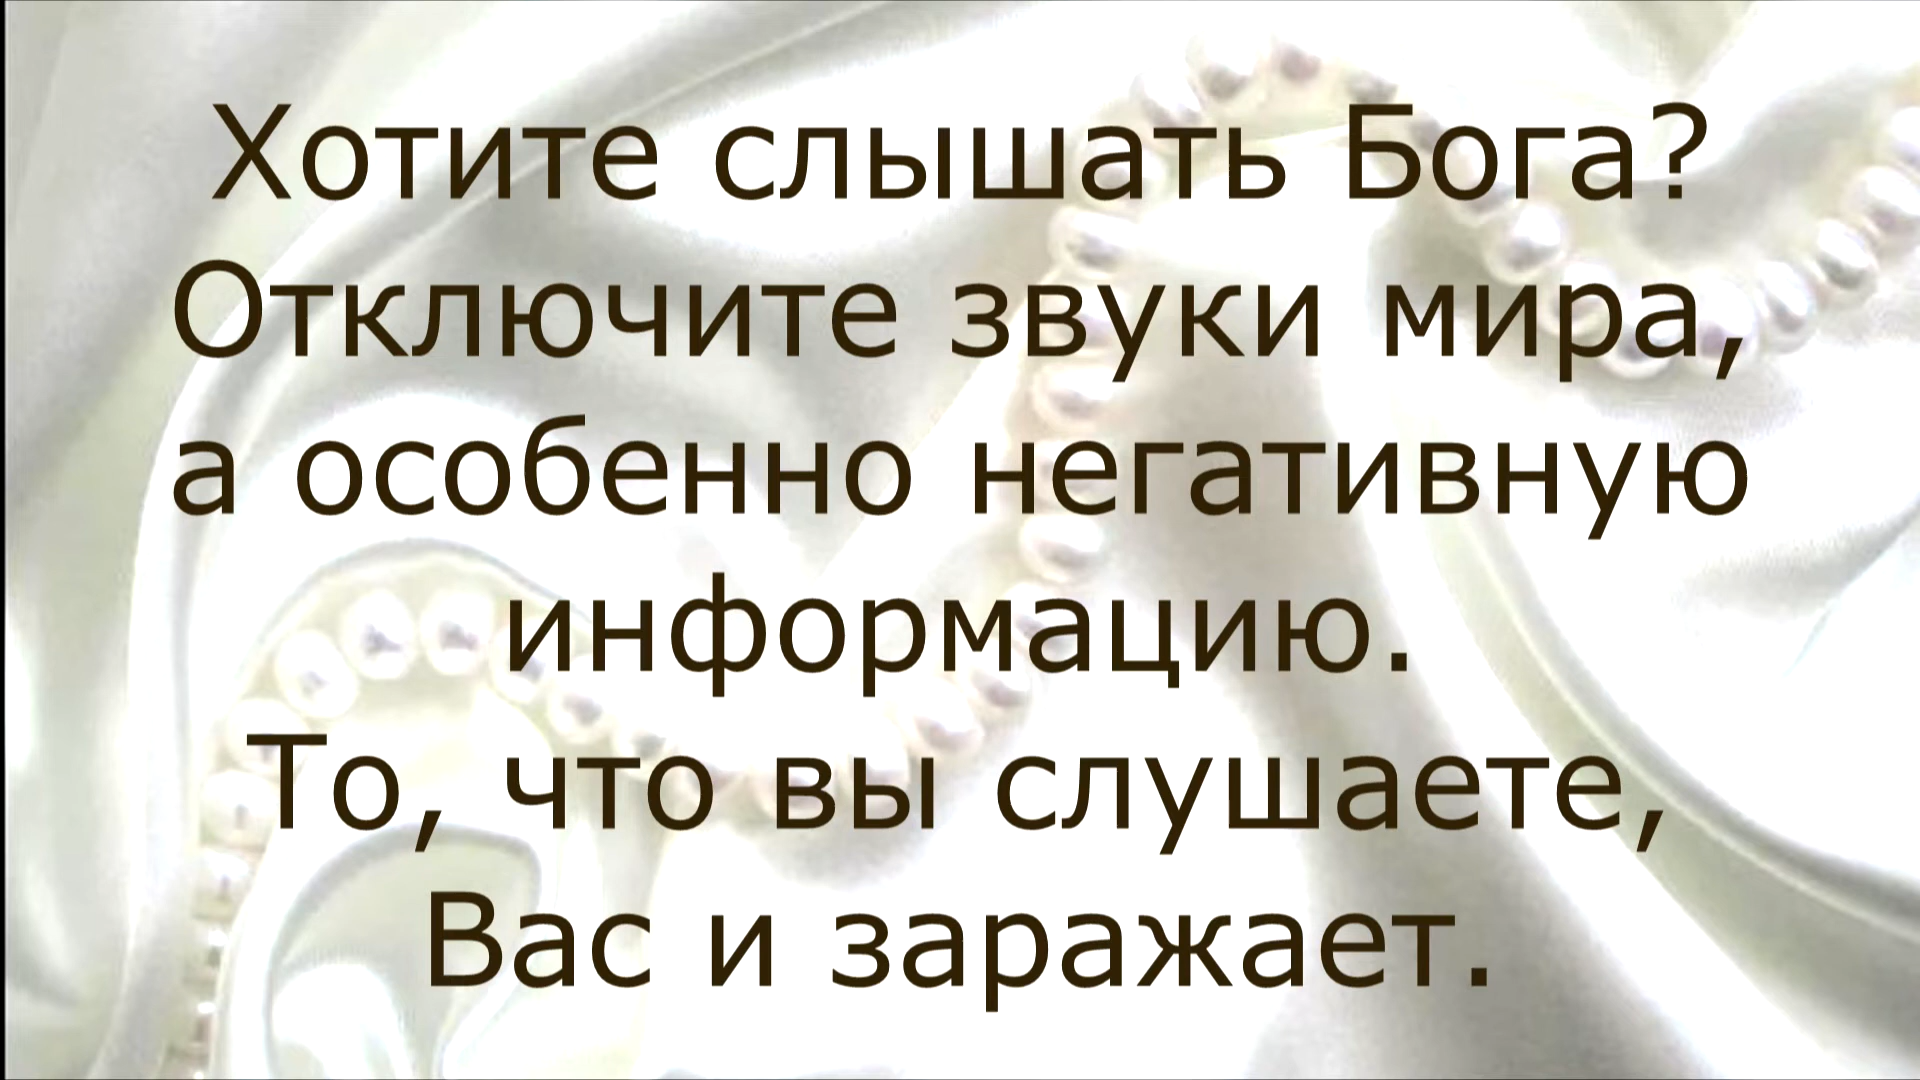 Хотите слышать Бога?
Отключите звуки мира,
а особенно негативную
информацию.
То, что вы слушаете,
Вас и заражает.